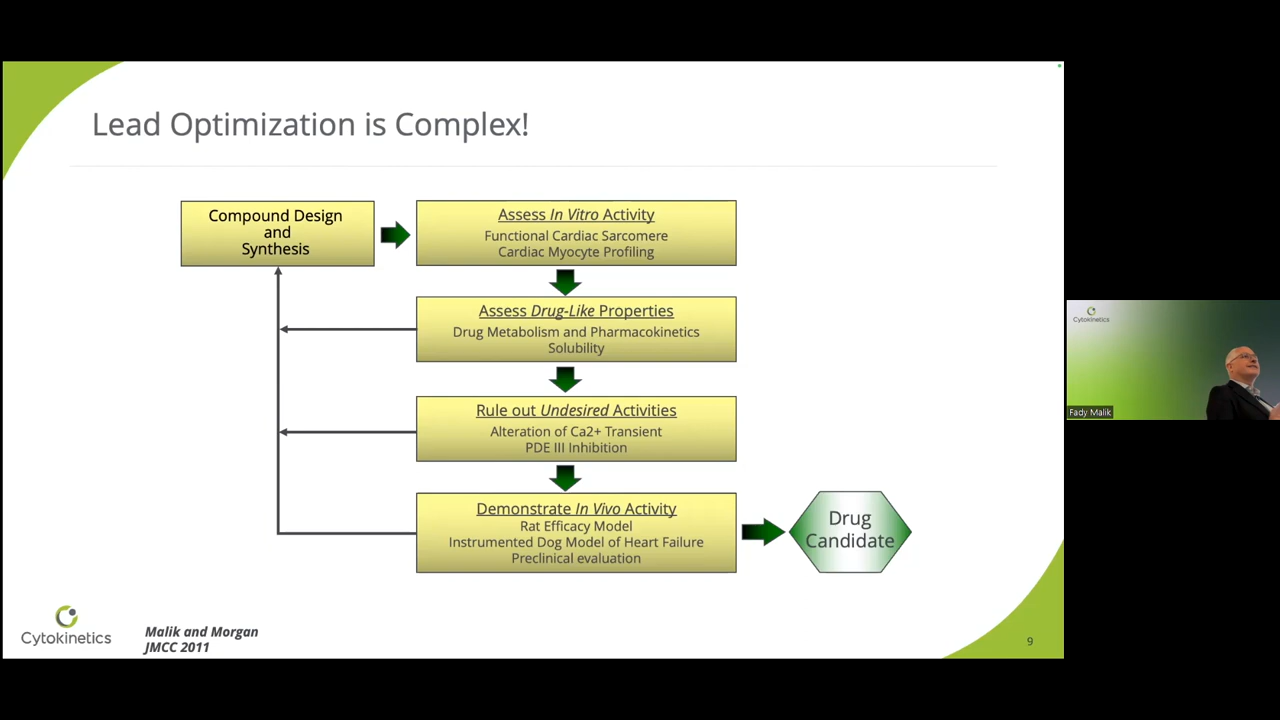 Lead Optimization is Complex!
Compound Design
and
Synthesis
Assess In Vitro Activity
Functional Cardiac Sarcomere
Cardiac Myocyte Profiling
Assess Drug-Like Properties
Drug Metabolism and Pharmacokinetics
Solubility
Rule out Undesired Activities
Alteration of Ca2+ Transient
PDE III Inhibition
Demonstrate In Vivo Activity
Rat Efficacy Model
Instrumented Dog Model of Heart Failure
Preclinical evaluation
Drug
Candidate
Cytokinetics
Malik and Morgan
JMCC 2011
9
Cytokinetics
Fady Malik